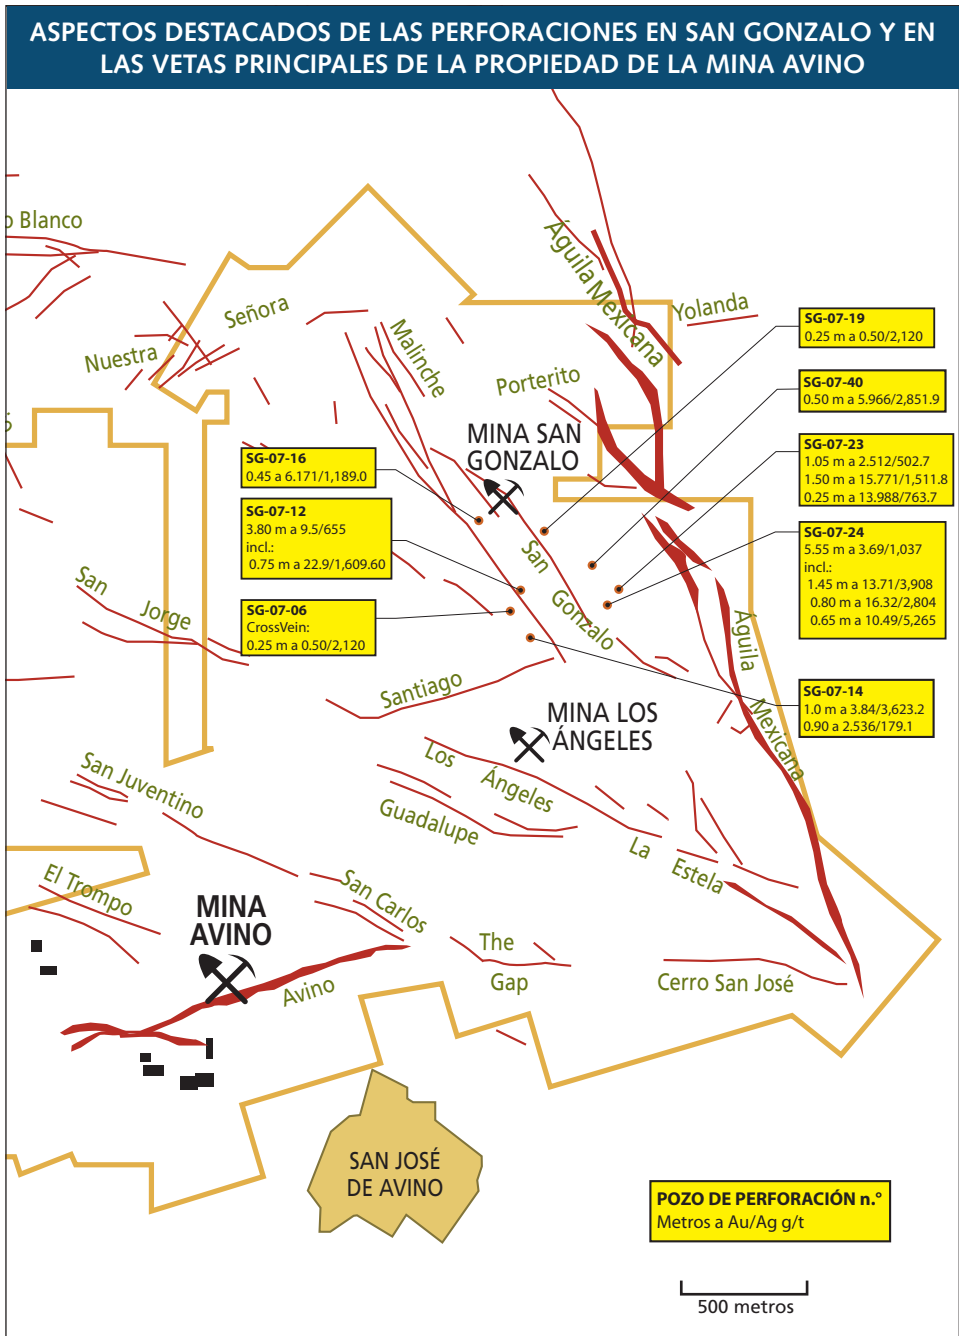 ASPECTOS DESTACADOS DE LAS PERFORACIONES EN SAN GONZALO Y EN
LAS VETAS PRINCIPALES DE LA PROPIEDAD DE LA MINA AVINO
Blanco
Nuestra
Señora
Malinche
Águila
Mexicana
Yolanda
Porterito
MINA SAN
GONZALO
SG-07-19
0.25 m a 0.50/2,120
SG-07-40
0.50 m a 5.966/2,851.9
SG-07-23
1.05 m a 2.512/502.7
1.50 m a 15.771/1,511.8
0.25 m a 13.988/763.7
SG-07-24
5.55 m a 3.69/1,037
incl.:
1.45 m a 13.71/3,908
0.80 m a 16.32/2,804
0.65 m a 10.49/5,265
SG-07-14
1.0 m a 3.84/3,623.2
0.90 a 2.536/179.1
SG-07-16
0.45 a 6.171/1,189.0
SG-07-12
3.80 m a 9.5/655
incl.:
0.75 m a 22.9/1,609.60
SG-07-06
CrossVein:
0.25 m a 0.50/2,120
San
Gonzalo
San
Jorge
Águila
Mexicana
Santiago
MINA LOS
ÁNGELES
Los
Ángeles
Guadalupe
La
Estela
San Juventino
El Trompo
San Carlos
MINA
AVINO
Avino
The
Gap
Cerro San José
SAN JOSÉ
DE AVINO
POZO DE PERFORACIÓN n.°
Metros a Au/Ag g/t
500 metros